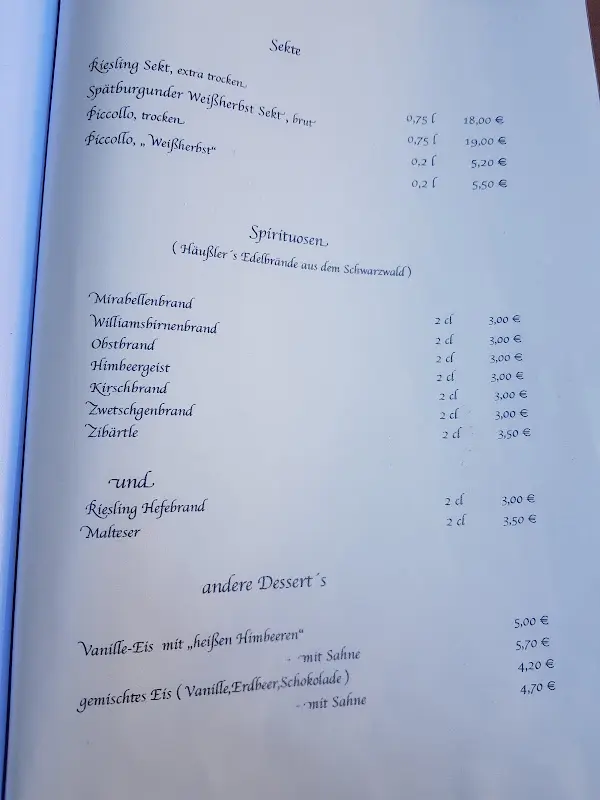 Sekte
Riesling Sekt, extra trocken 0,75 l 18,00 €
Spätburgunder Weißherbst Sekt, brut 0,75 l 19,00 €
Piccollo, trocken 0,2 l 5,20 €
Piccollo, „ Weißherbst“ 0,2 l 5,50 €
Spirituosen
( Häußler´s Edelbrände aus dem Schwarzwald )
Mirabellenbrand 2 cl 3,00 €
Williamsbirnenbrand 2 cl 3,00 €
Obstbrand 2 cl 3,00 €
Himbeergeist 2 cl 3,00 €
Kirschbrand 2 cl 3,00 €
Zwetschgenbrand 2 cl 3,00 €
Zibärtle 2 cl 3,50 €
und
Riesling Hefebrand 2 cl 3,00 €
Malteser 2 cl 3,50 €
andere Dessert´s
Vanille-Eis mit „heißen Himbeeren“ 5,00 €
- mit Sahne 5,70 €
gemischtes Eis ( Vanille,Erdbeer,Schokolade ) 4,20 €
- mit Sahne 4,70 €